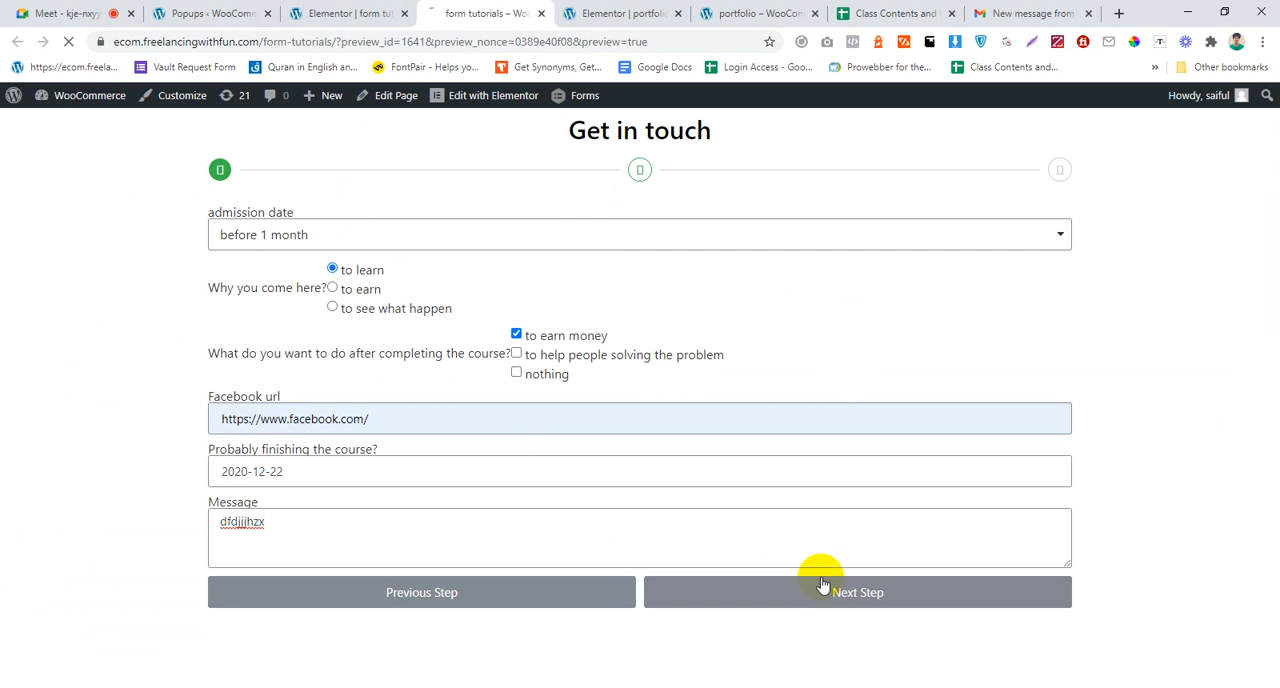 Meet - kje-nxyy
Popups ‹ WooComm
Elementor | form tut
form tutorials – Woo
Elementor | portfolio
portfolio – WooCom
Class Contents and
New message from
ecom.freelancingwithfun.com/form-tutorials/?preview_id=1641&preview_nonce=0389e40f08&preview=true
https://ecom.freela...
Vault Request Form
Quran in English an...
FontPair - Helps yo...
Get Synonyms, Get...
Google Docs
Login Access - Goo...
Prowebber for the...
Class Contents and...
»
Other bookmarks
WooCommerce
Customize
21
0
New
Edit Page
Edit with Elementor
Forms
Howdy, saiful
Get in touch
admission date
before 1 month
to learn
Why you come here?
to earn
to see what happen
to earn money
What do you want to do after completing the course?
to help people solving the problem
nothing
Facebook url
https://www.facebook.com/
Probably finishing the course?
2020-12-22
Message
dfdjjjhzx
Previous Step
Next Step